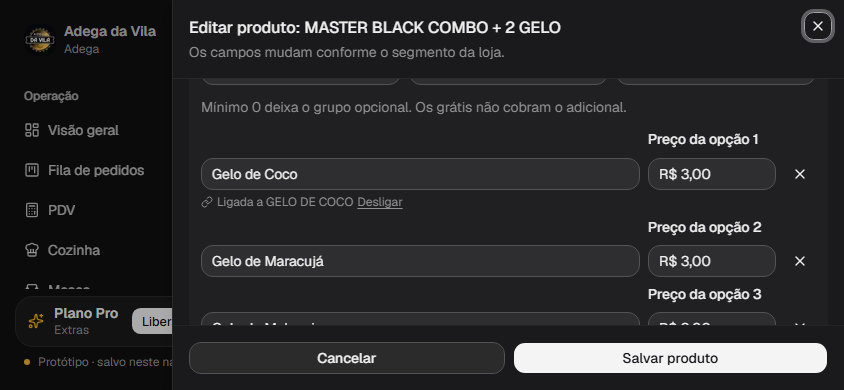 Adega da Vila
Adega
Operação
Visão geral
Fila de pedidos
PDV
Cozinha
Plano Pro
Extras
Liber
Protótipo · salvo neste na
Editar produto: MASTER BLACK COMBO + 2 GELO
Os campos mudam conforme o segmento da loja.
Mínimo 0 deixa o grupo opcional. Os grátis não cobram o adicional.
Preço da opção 1
Gelo de Coco
R$ 3,00
Ligada a GELO DE COCO Desligar
Preço da opção 2
Gelo de Maracujá
R$ 3,00
Preço da opção 3
Cancelar
Salvar produto